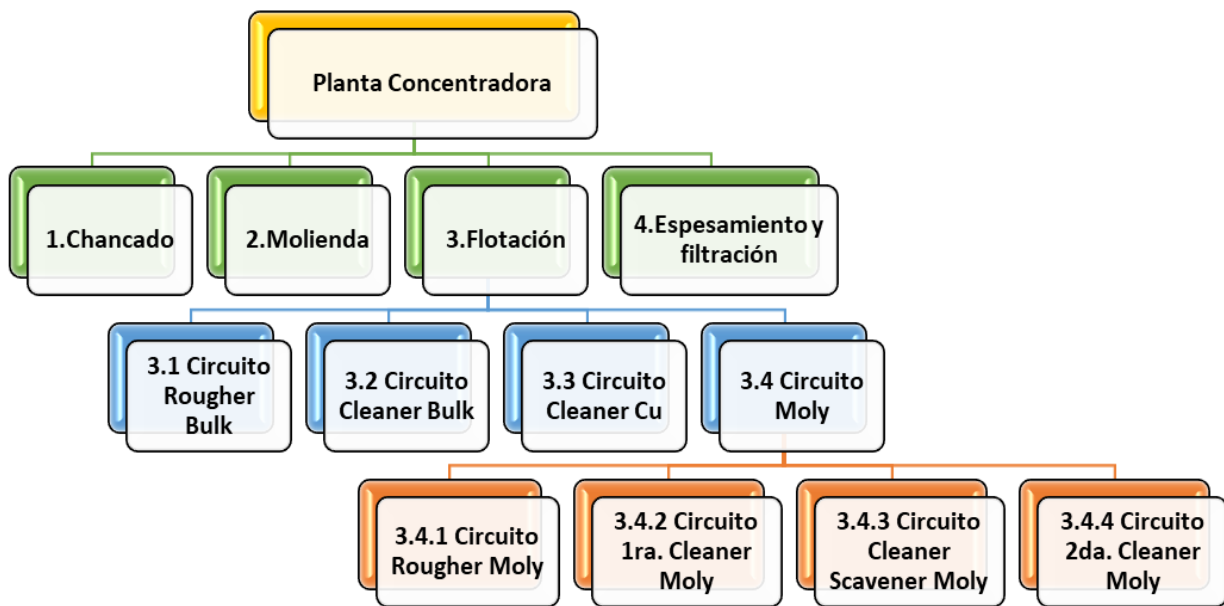 Planta Concentradora
1.Chancado
2.Molienda
3.Flotación
4.Espesamiento y
filtración
3.1 Circuito
Rougher
Bulk
3.2 Circuito
Cleaner Bulk
3.3 Circuito
Cleaner Cu
3.4 Circuito
Moly
3.4.1 Circuito
Rougher Moly
3.4.2 Circuito
1ra. Cleaner
Moly
3.4.3 Circuito
Cleaner
Scavener Moly
3.4.4 Circuito
2da. Cleaner
Moly